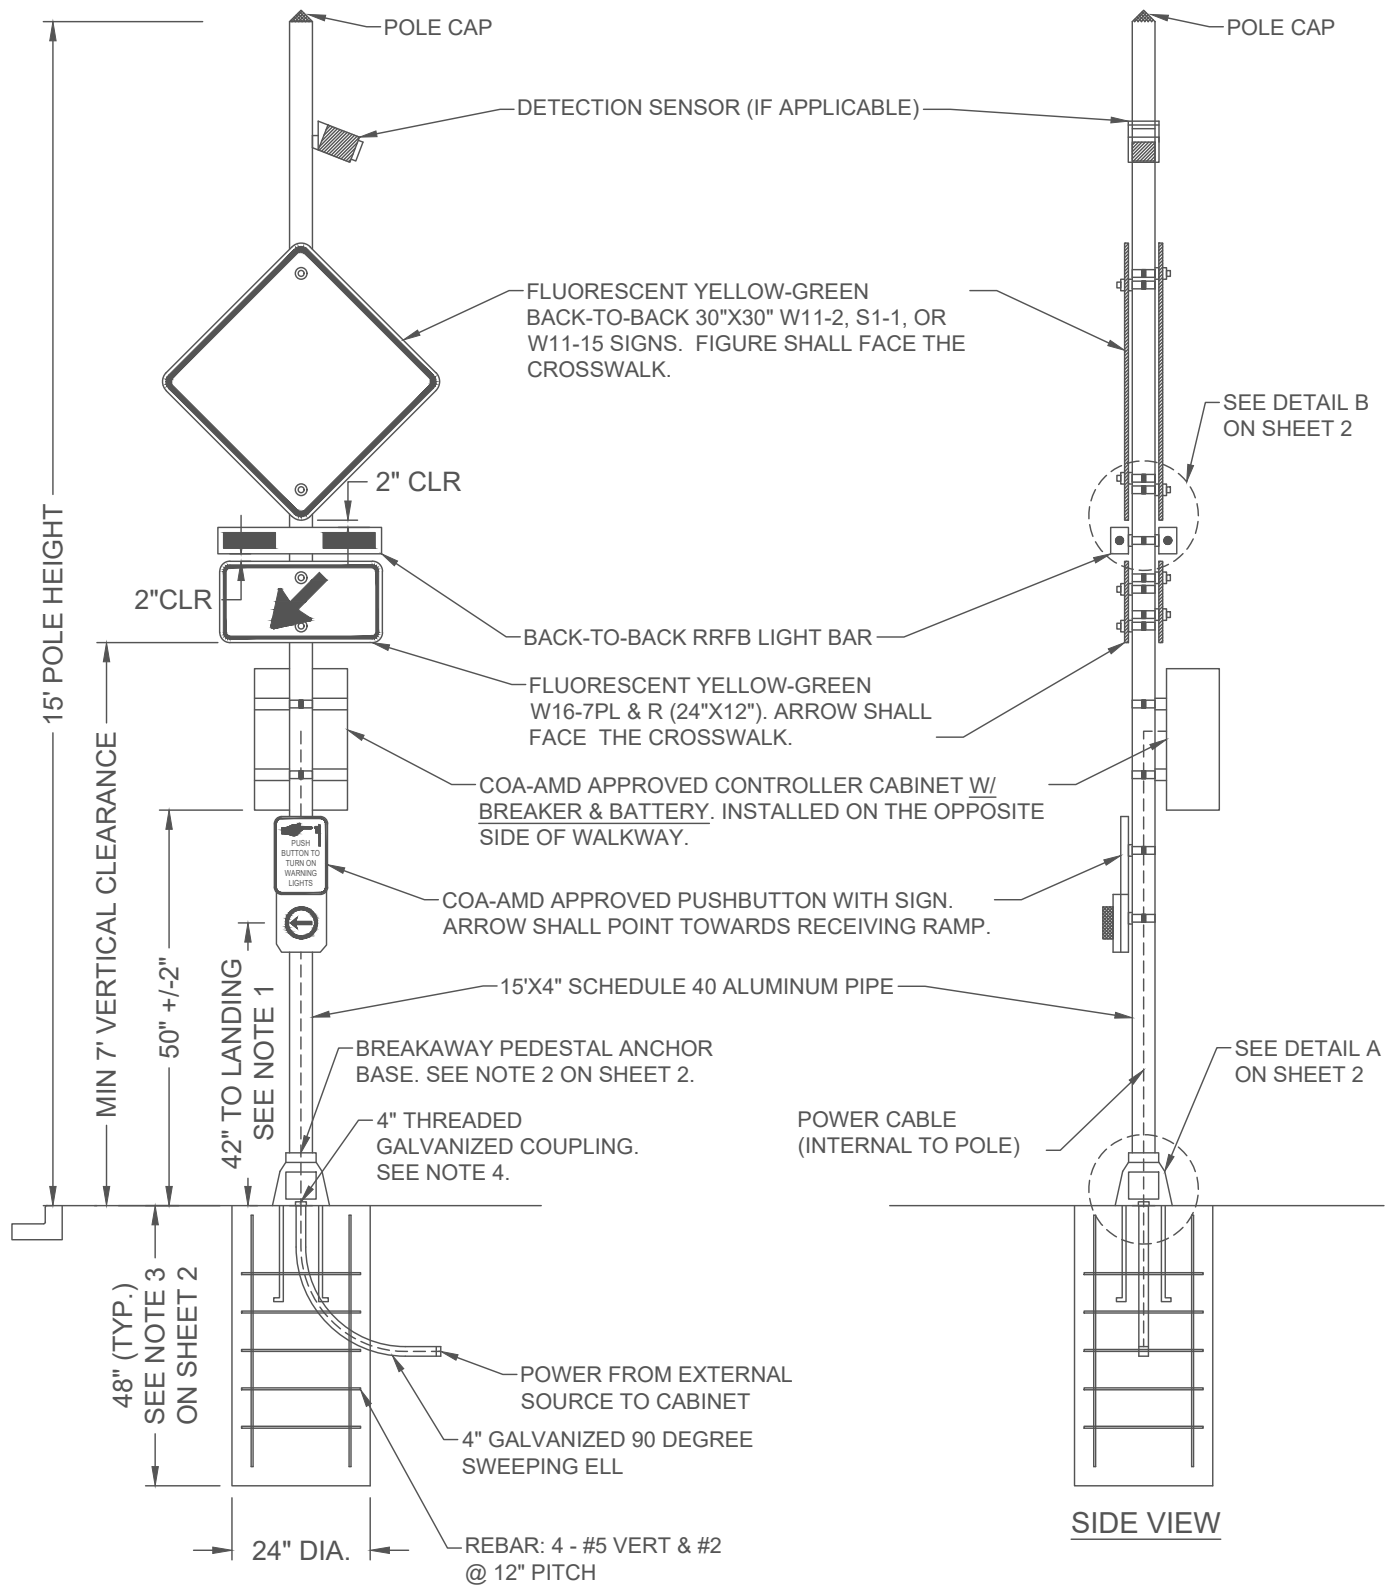 POLE CAP
POLE CAP
DETECTION SENSOR (IF APPLICABLE)
FLUORESCENT YELLOW-GREEN
BACK-TO-BACK 30"X30" W11-2, S1-1, OR
W11-15 SIGNS. FIGURE SHALL FACE THE
CROSSWALK.
SEE DETAIL B
ON SHEET 2
2" CLR
2"CLR
15' POLE HEIGHT
BACK-TO-BACK RRFB LIGHT BAR
FLUORESCENT YELLOW-GREEN
W16-7PL & R (24"X12"). ARROW SHALL
FACE THE CROSSWALK.
MIN 7' VERTICAL CLEARANCE
COA-AMD APPROVED CONTROLLER CABINET W/
BREAKER & BATTERY. INSTALLED ON THE OPPOSITE
SIDE OF WALKWAY.
PUSH
BUTTON TO
TURN ON
WARNING
LIGHTS
COA-AMD APPROVED PUSHBUTTON WITH SIGN.
ARROW SHALL POINT TOWARDS RECEIVING RAMP.
50" +/-2"
42" TO LANDING
SEE NOTE 1
15'X4" SCHEDULE 40 ALUMINUM PIPE
BREAKAWAY PEDESTAL ANCHOR
BASE. SEE NOTE 2 ON SHEET 2.
SEE DETAIL A
ON SHEET 2
4" THREADED
GALVANIZED COUPLING.
SEE NOTE 4.
POWER CABLE
(INTERNAL TO POLE)
48" (TYP.)
SEE NOTE 3
ON SHEET 2
POWER FROM EXTERNAL
SOURCE TO CABINET
4" GALVANIZED 90 DEGREE
SWEEPING ELL
SIDE VIEW
24" DIA.
REBAR: 4 - #5 VERT & #2
@ 12" PITCH